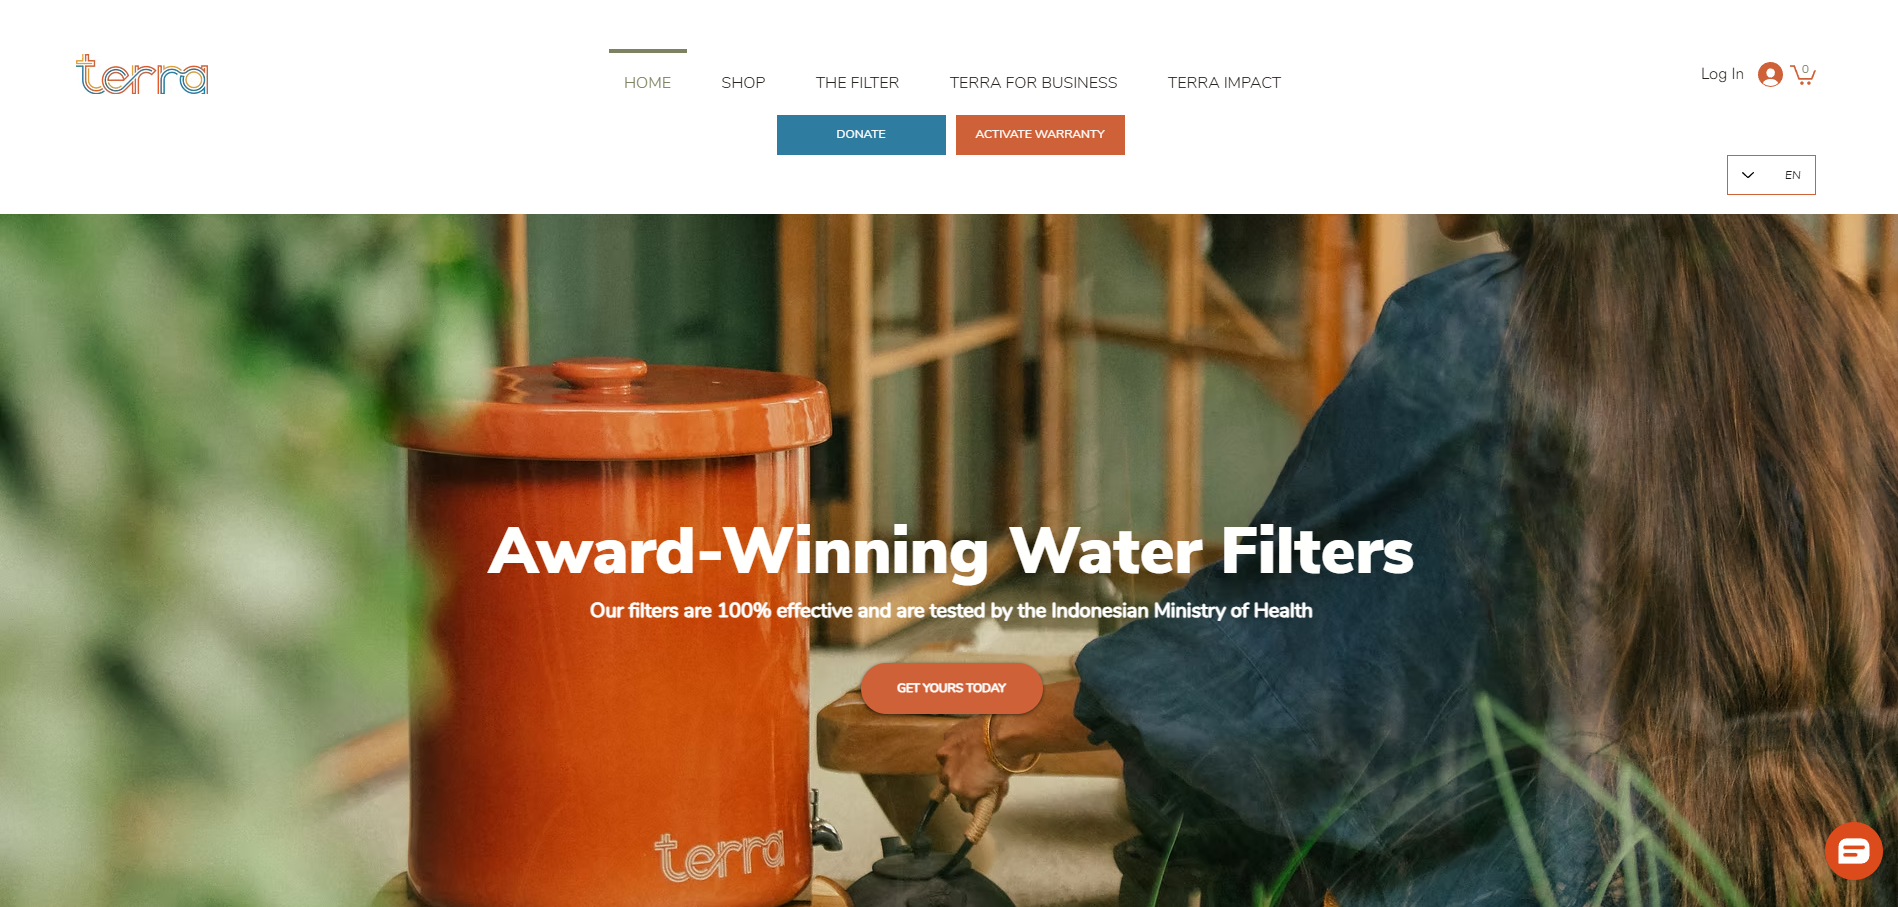 terra
HOME
SHOP
THE FILTER
TERRA FOR BUSINESS
TERRA IMPACT
Log In
0
DONATE
ACTIVATE WARRANTY
EN
Award-Winning Water Filters
Our filters are 100% effective and are tested by the Indonesian Ministry of Health
GET YOURS TODAY
terra